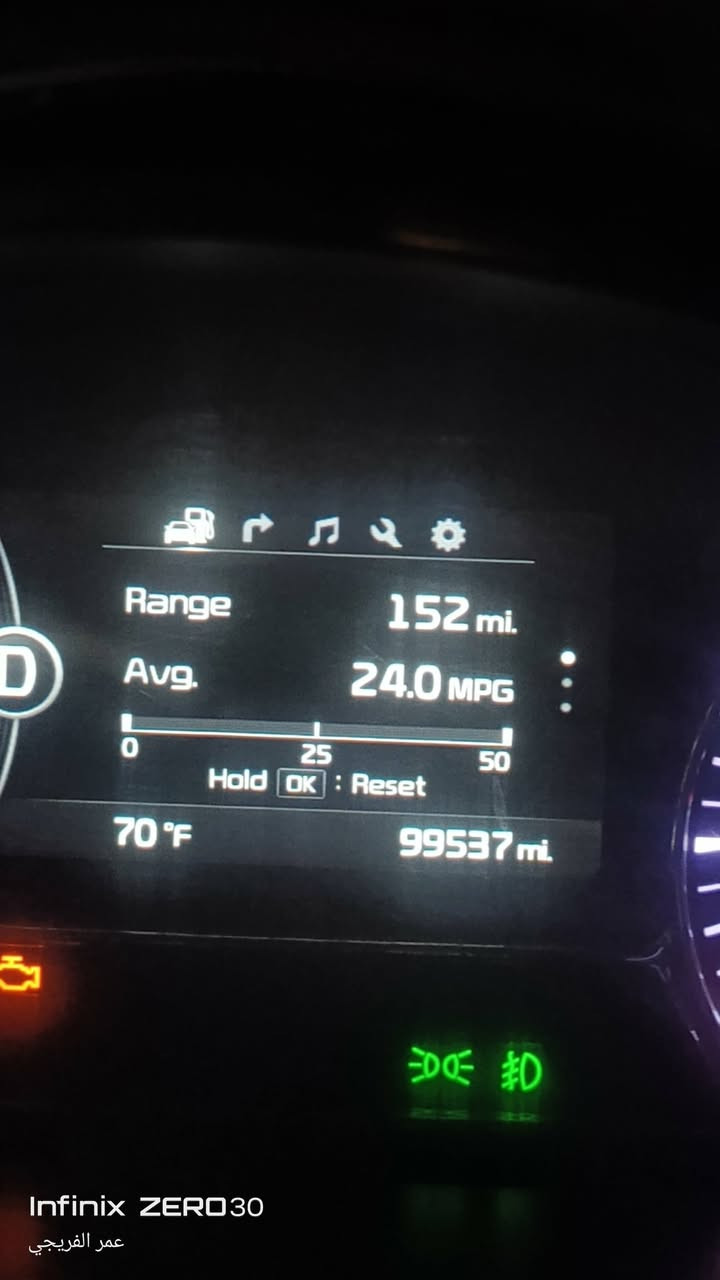 D
Range 152 mi.
Avg. 24.0 MPG
0 25 50
Hold OK : Reset
70 °F 99537 mi.
Infinix ZERO30
عمر الفريجي